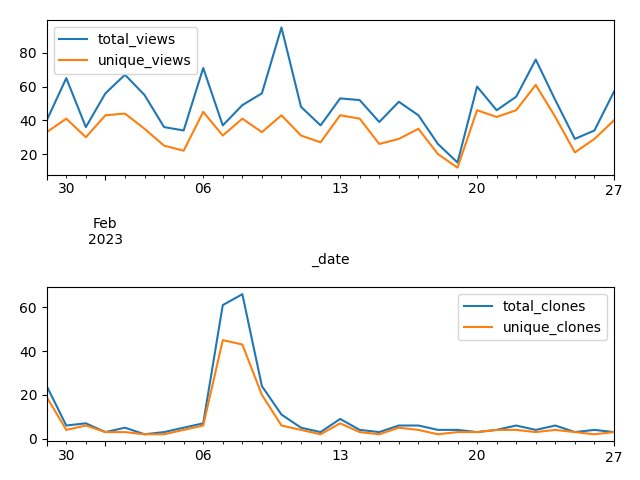 total_views
unique_views
80
60
40
20
30 06 13 20 27
Feb
2023
_date
total_clones
unique_clones
60
40
20
0
30 06 13 20 27